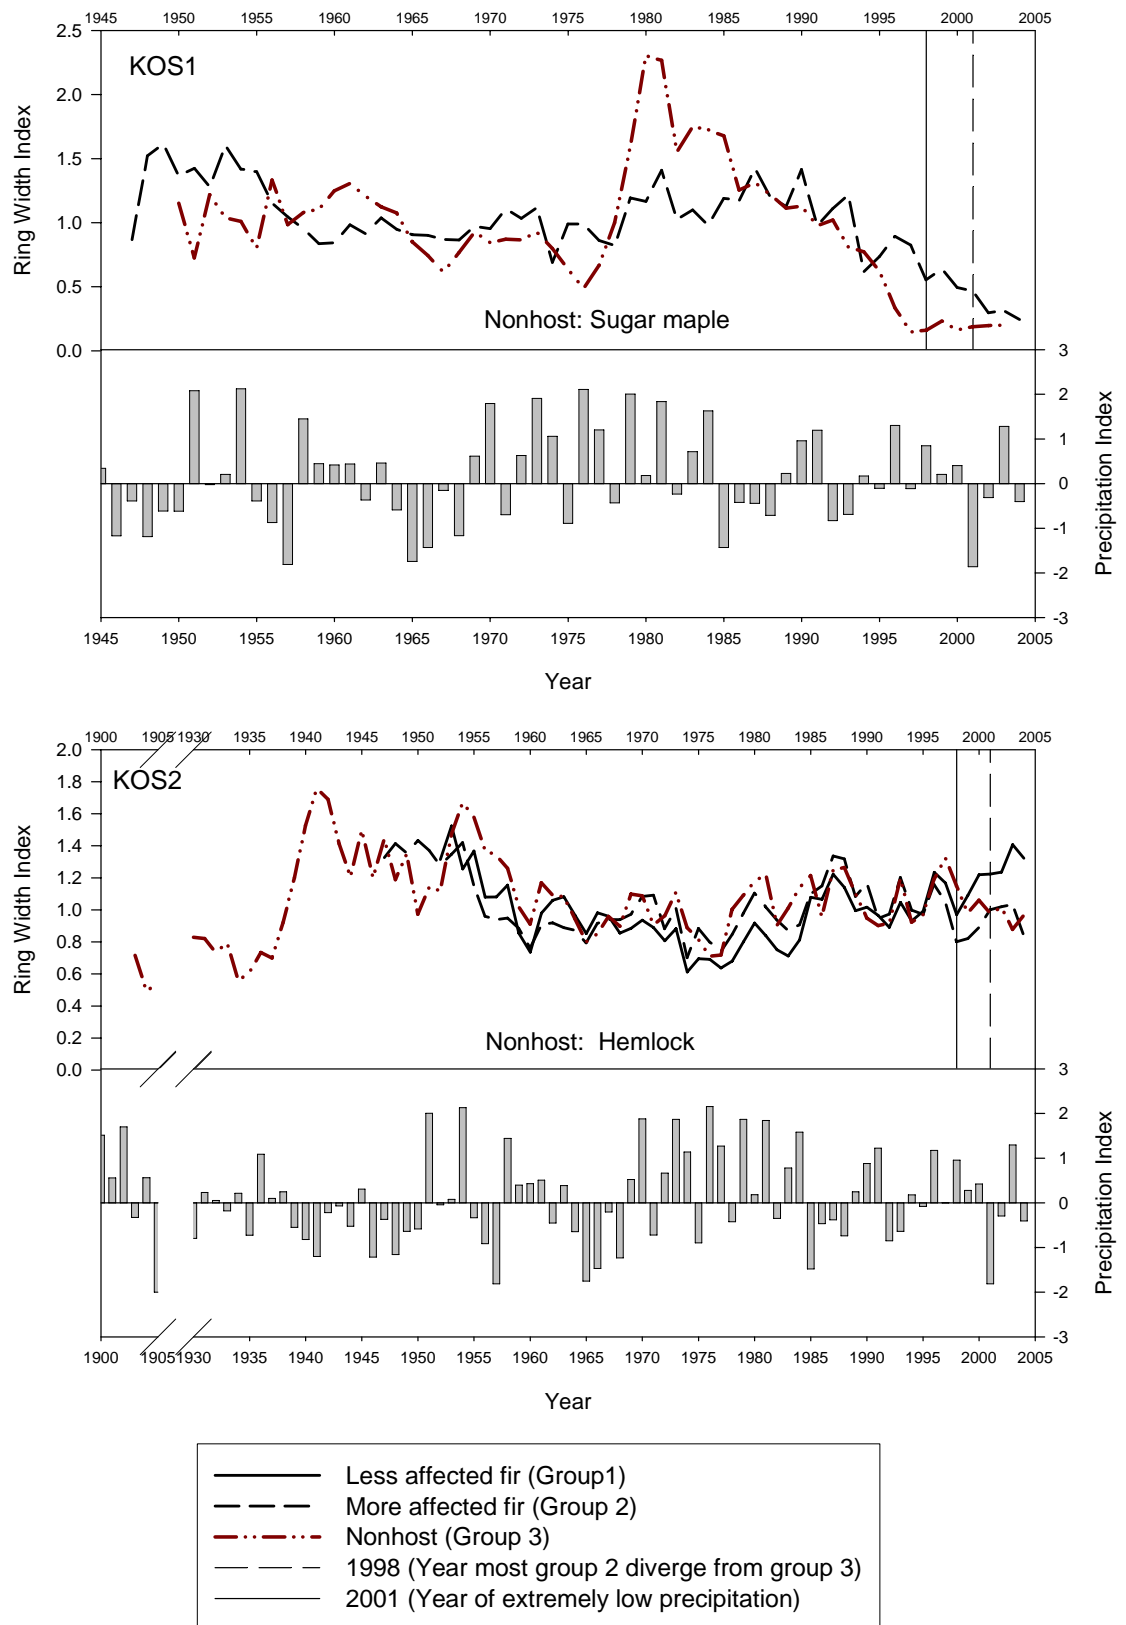 1945 1950 1955 1960 1965 1970 1975 1980 1985 1990 1995 2000 2005
2.5
KOS1
2.0
1.5
Ring Width Index
1.0
0.5
Nonhost: Sugar maple
0.0
3
2
1
0
Precipitation Index
-1
-2
-3
1945 1950 1955 1960 1965 1970 1975 1980 1985 1990 1995 2000 2005
Year
1900 1905 1930 1935 1940 1945 1950 1955 1960 1965 1970 1975 1980 1985 1990 1995 2000 2005
2.0
KOS2
1.8
1.6
1.4
1.2
Ring Width Index
1.0
0.8
0.6
0.4
0.2
Nonhost: Hemlock
0.0
3
2
1
0
Precipitation Index
-1
-2
-3
1900 1905 1930 1935 1940 1945 1950 1955 1960 1965 1970 1975 1980 1985 1990 1995 2000 2005
Year
Less affected fir (Group1)
More affected fir (Group 2)
Nonhost (Group 3)
1998 (Year most group 2 diverge from group 3)
2001 (Year of extremely low precipitation)